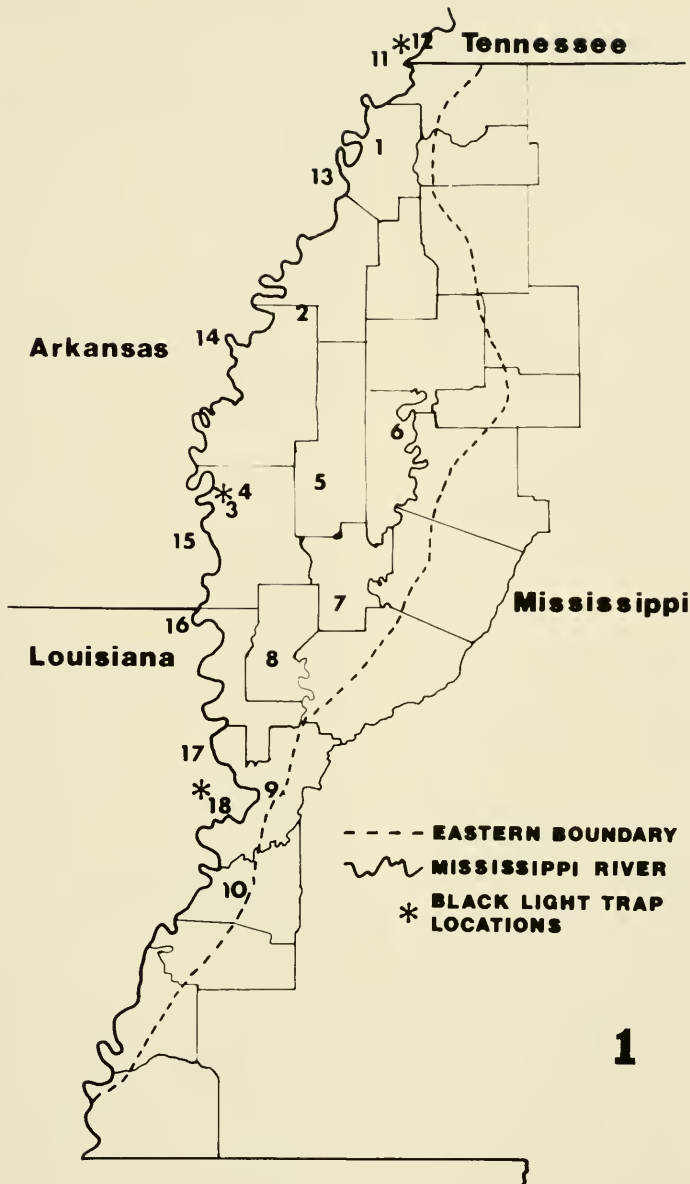 * 12
11
Tennessee
1
13
2
14
Arkansas
6
5
* 4
3
15
7
Mississippi
16
Louisiana
8
17
* 18
9
EASTERN BOUNDARY
MISSISSIPPI RIVER
10
* BLACK LIGHT TRAP
LOCATIONS
1